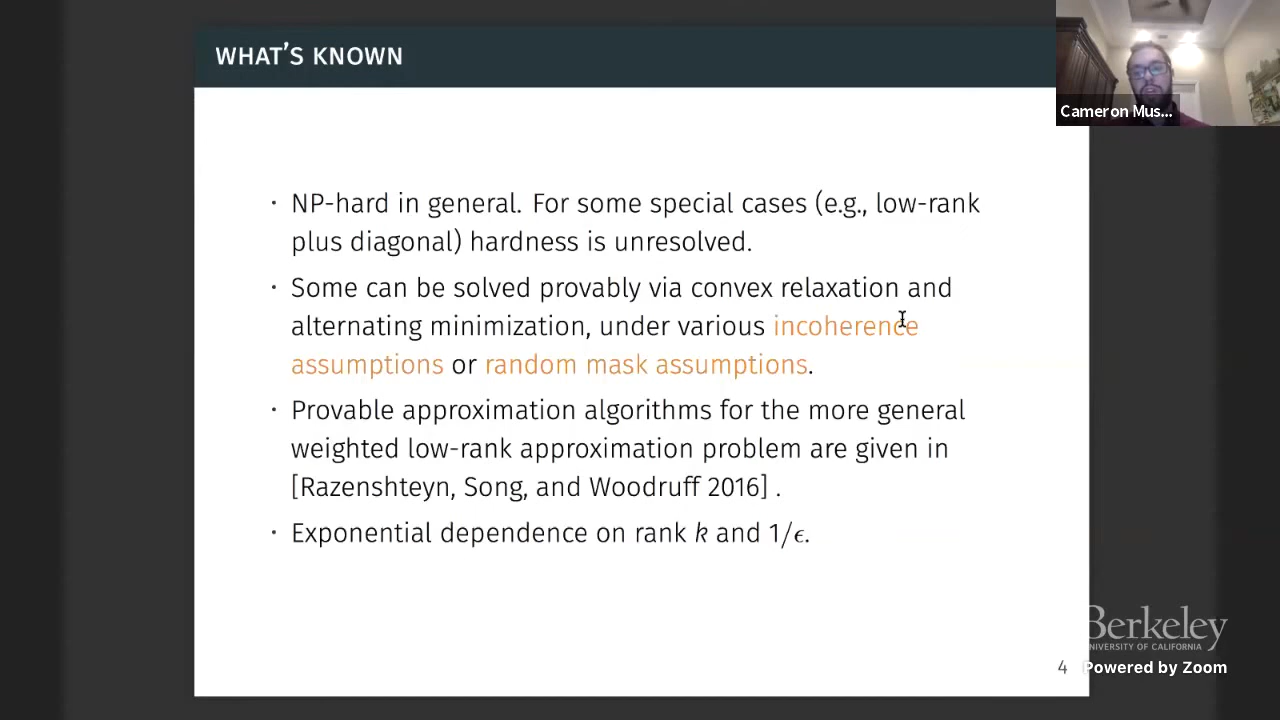 WHAT'S KNOWN
Cameron Mus...
· NP-hard in general. For some special cases (e.g., low-rank
plus diagonal) hardness is unresolved.
· Some can be solved provably via convex relaxation and
alternating minimization, under various incoherence
assumptions or random mask assumptions.
· Provable approximation algorithms for the more general
weighted low-rank approximation problem are given in
[Razenshteyn, Song, and Woodruff 2016] .
· Exponential dependence on rank k and 1/ϵ.
Berkeley
UNIVERSITY OF CALIFORNIA
4
Powered by Zoom